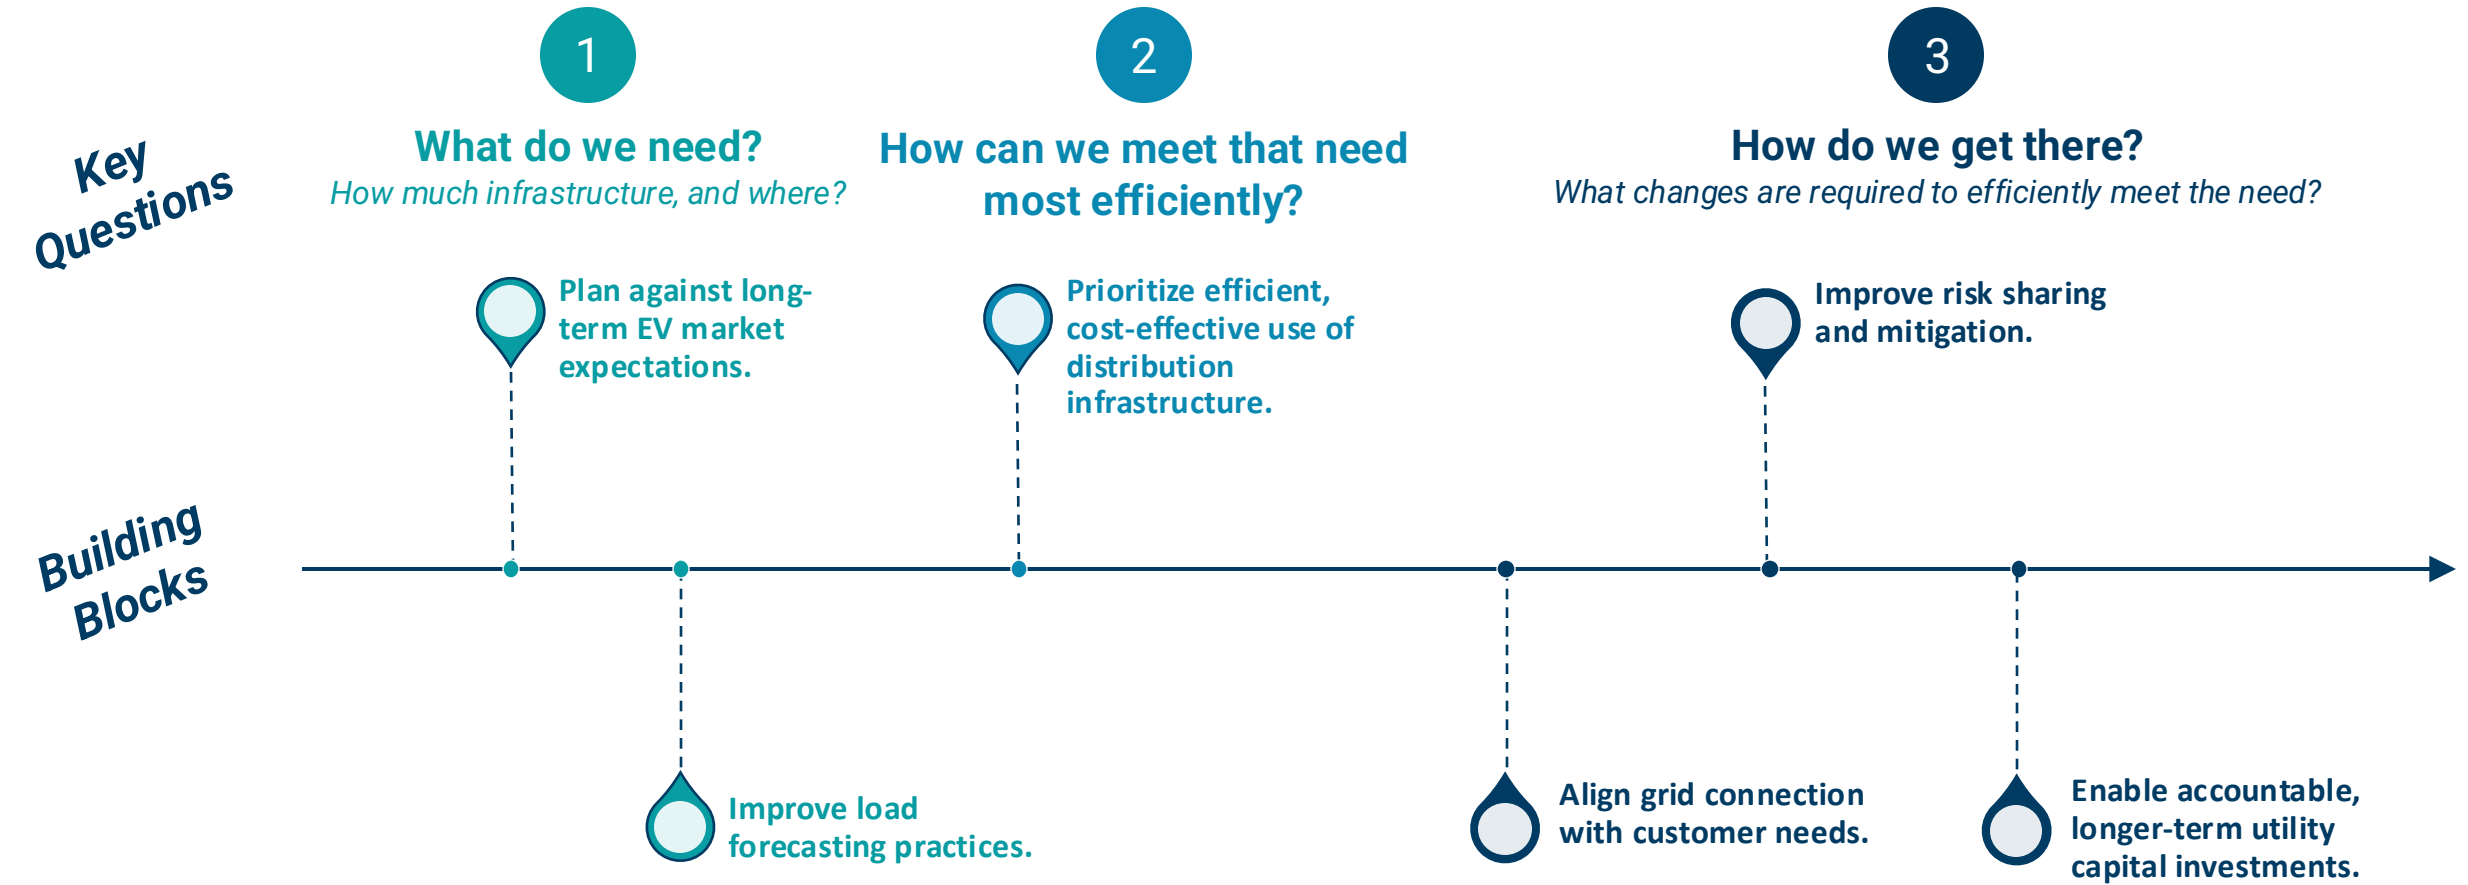 Key
Questions
1
What do we need?
How much infrastructure, and where?
2
How can we meet that need
most efficiently?
3
How do we get there?
What changes are required to efficiently meet the need?
Building
Blocks
Plan against long-
term EV market
expectations.
Improve load
forecasting practices.
Prioritize efficient,
cost-effective use of
distribution
infrastructure.
Align grid connection
with customer needs.
Improve risk sharing
and mitigation.
Enable accountable,
longer-term utility
capital investments.